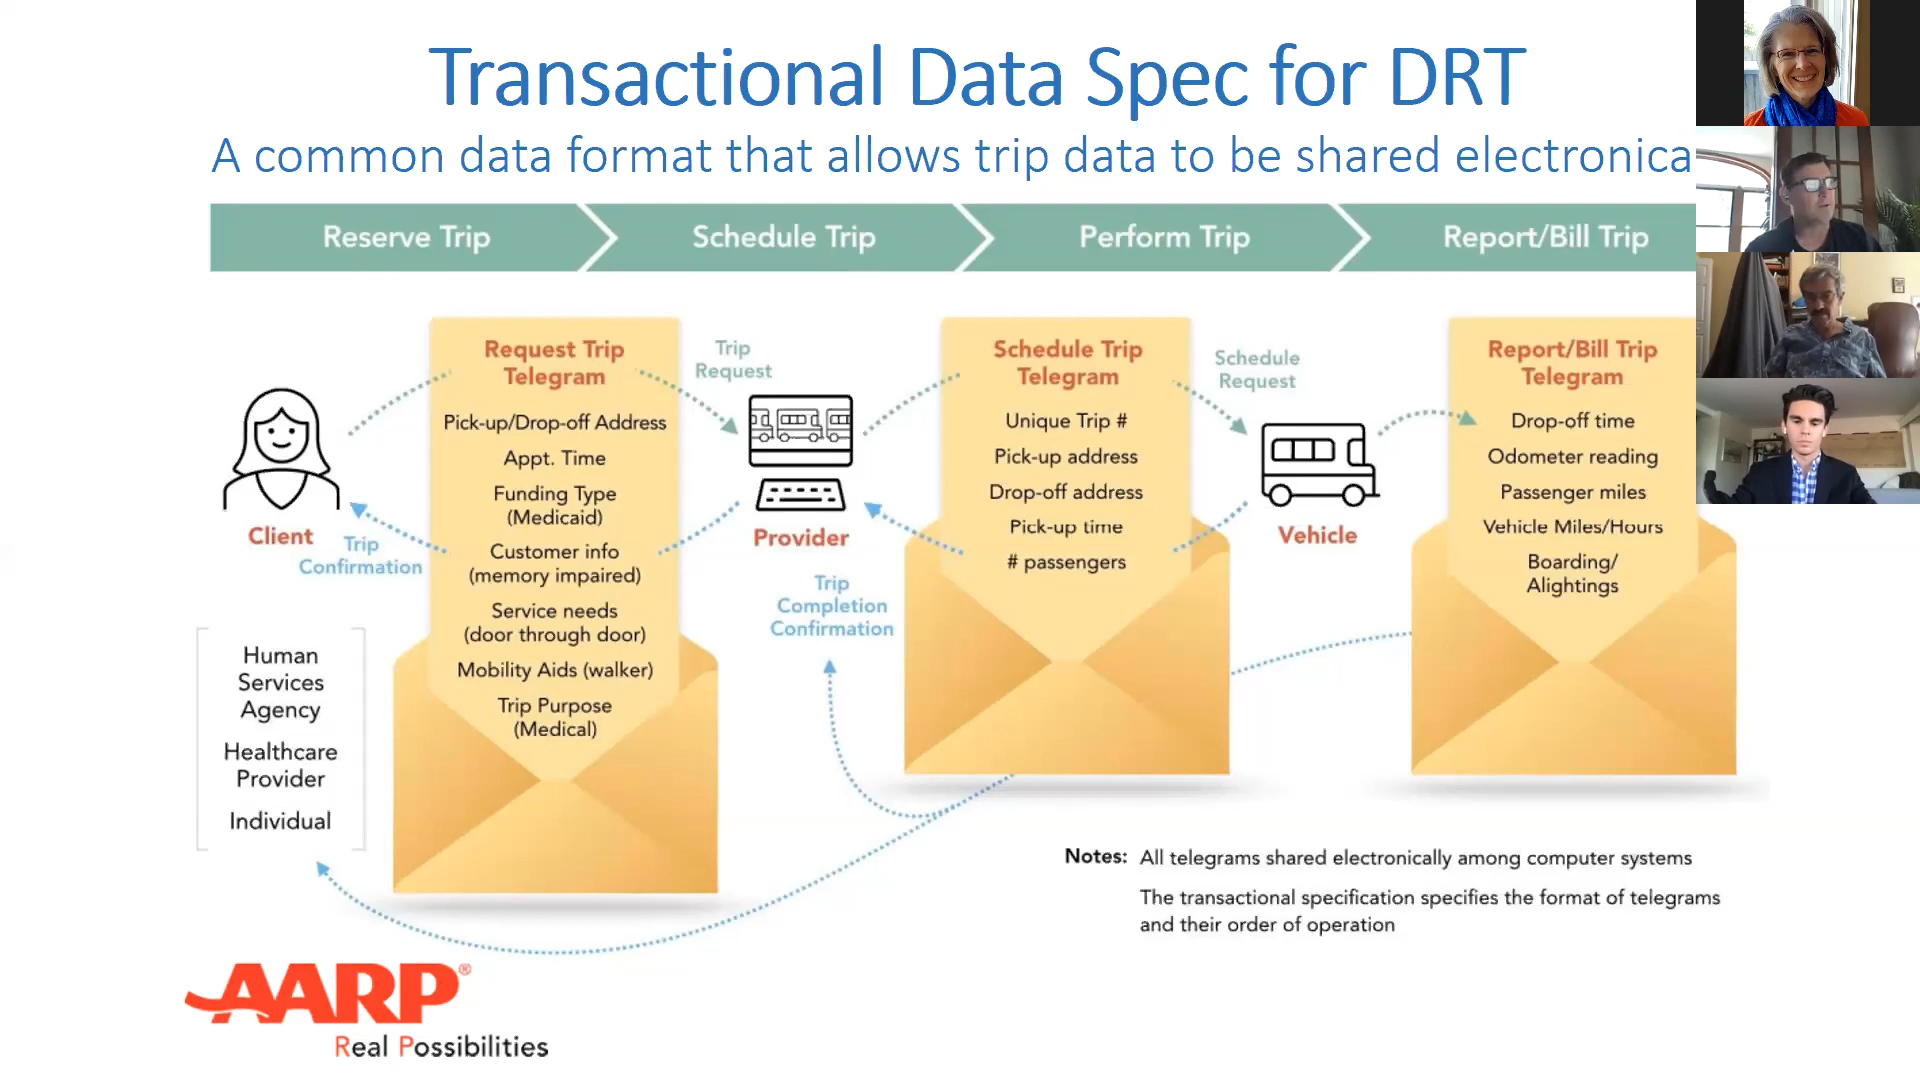 Transactional Data Spec for DRT
A common data format that allows trip data to be shared electronica
Reserve Trip
Schedule Trip
Perform Trip
Report/Bill Trip
Request Trip
Telegram
Pick-up/Drop-off Address
Appt. Time
Funding Type
(Medicaid)
Customer info
(memory impaired)
Service needs
(door through door)
Mobility Aids (walker)
Trip Purpose
(Medical)
Trip
Request
Schedule Trip
Telegram
Unique Trip #
Pick-up address
Drop-off address
Pick-up time
# passengers
Schedule
Request
Report/Bill Trip
Telegram
Drop-off time
Odometer reading
Passenger miles
Vehicle Miles/Hours
Boarding/
Alightings
Client
Trip
Confirmation
Provider
Vehicle
Trip
Completion
Confirmation
Human
Services
Agency
Healthcare
Provider
Individual
Notes: All telegrams shared electronically among computer systems
The transactional specification specifies the format of telegrams
and their order of operation
AARP®
Real Possibilities